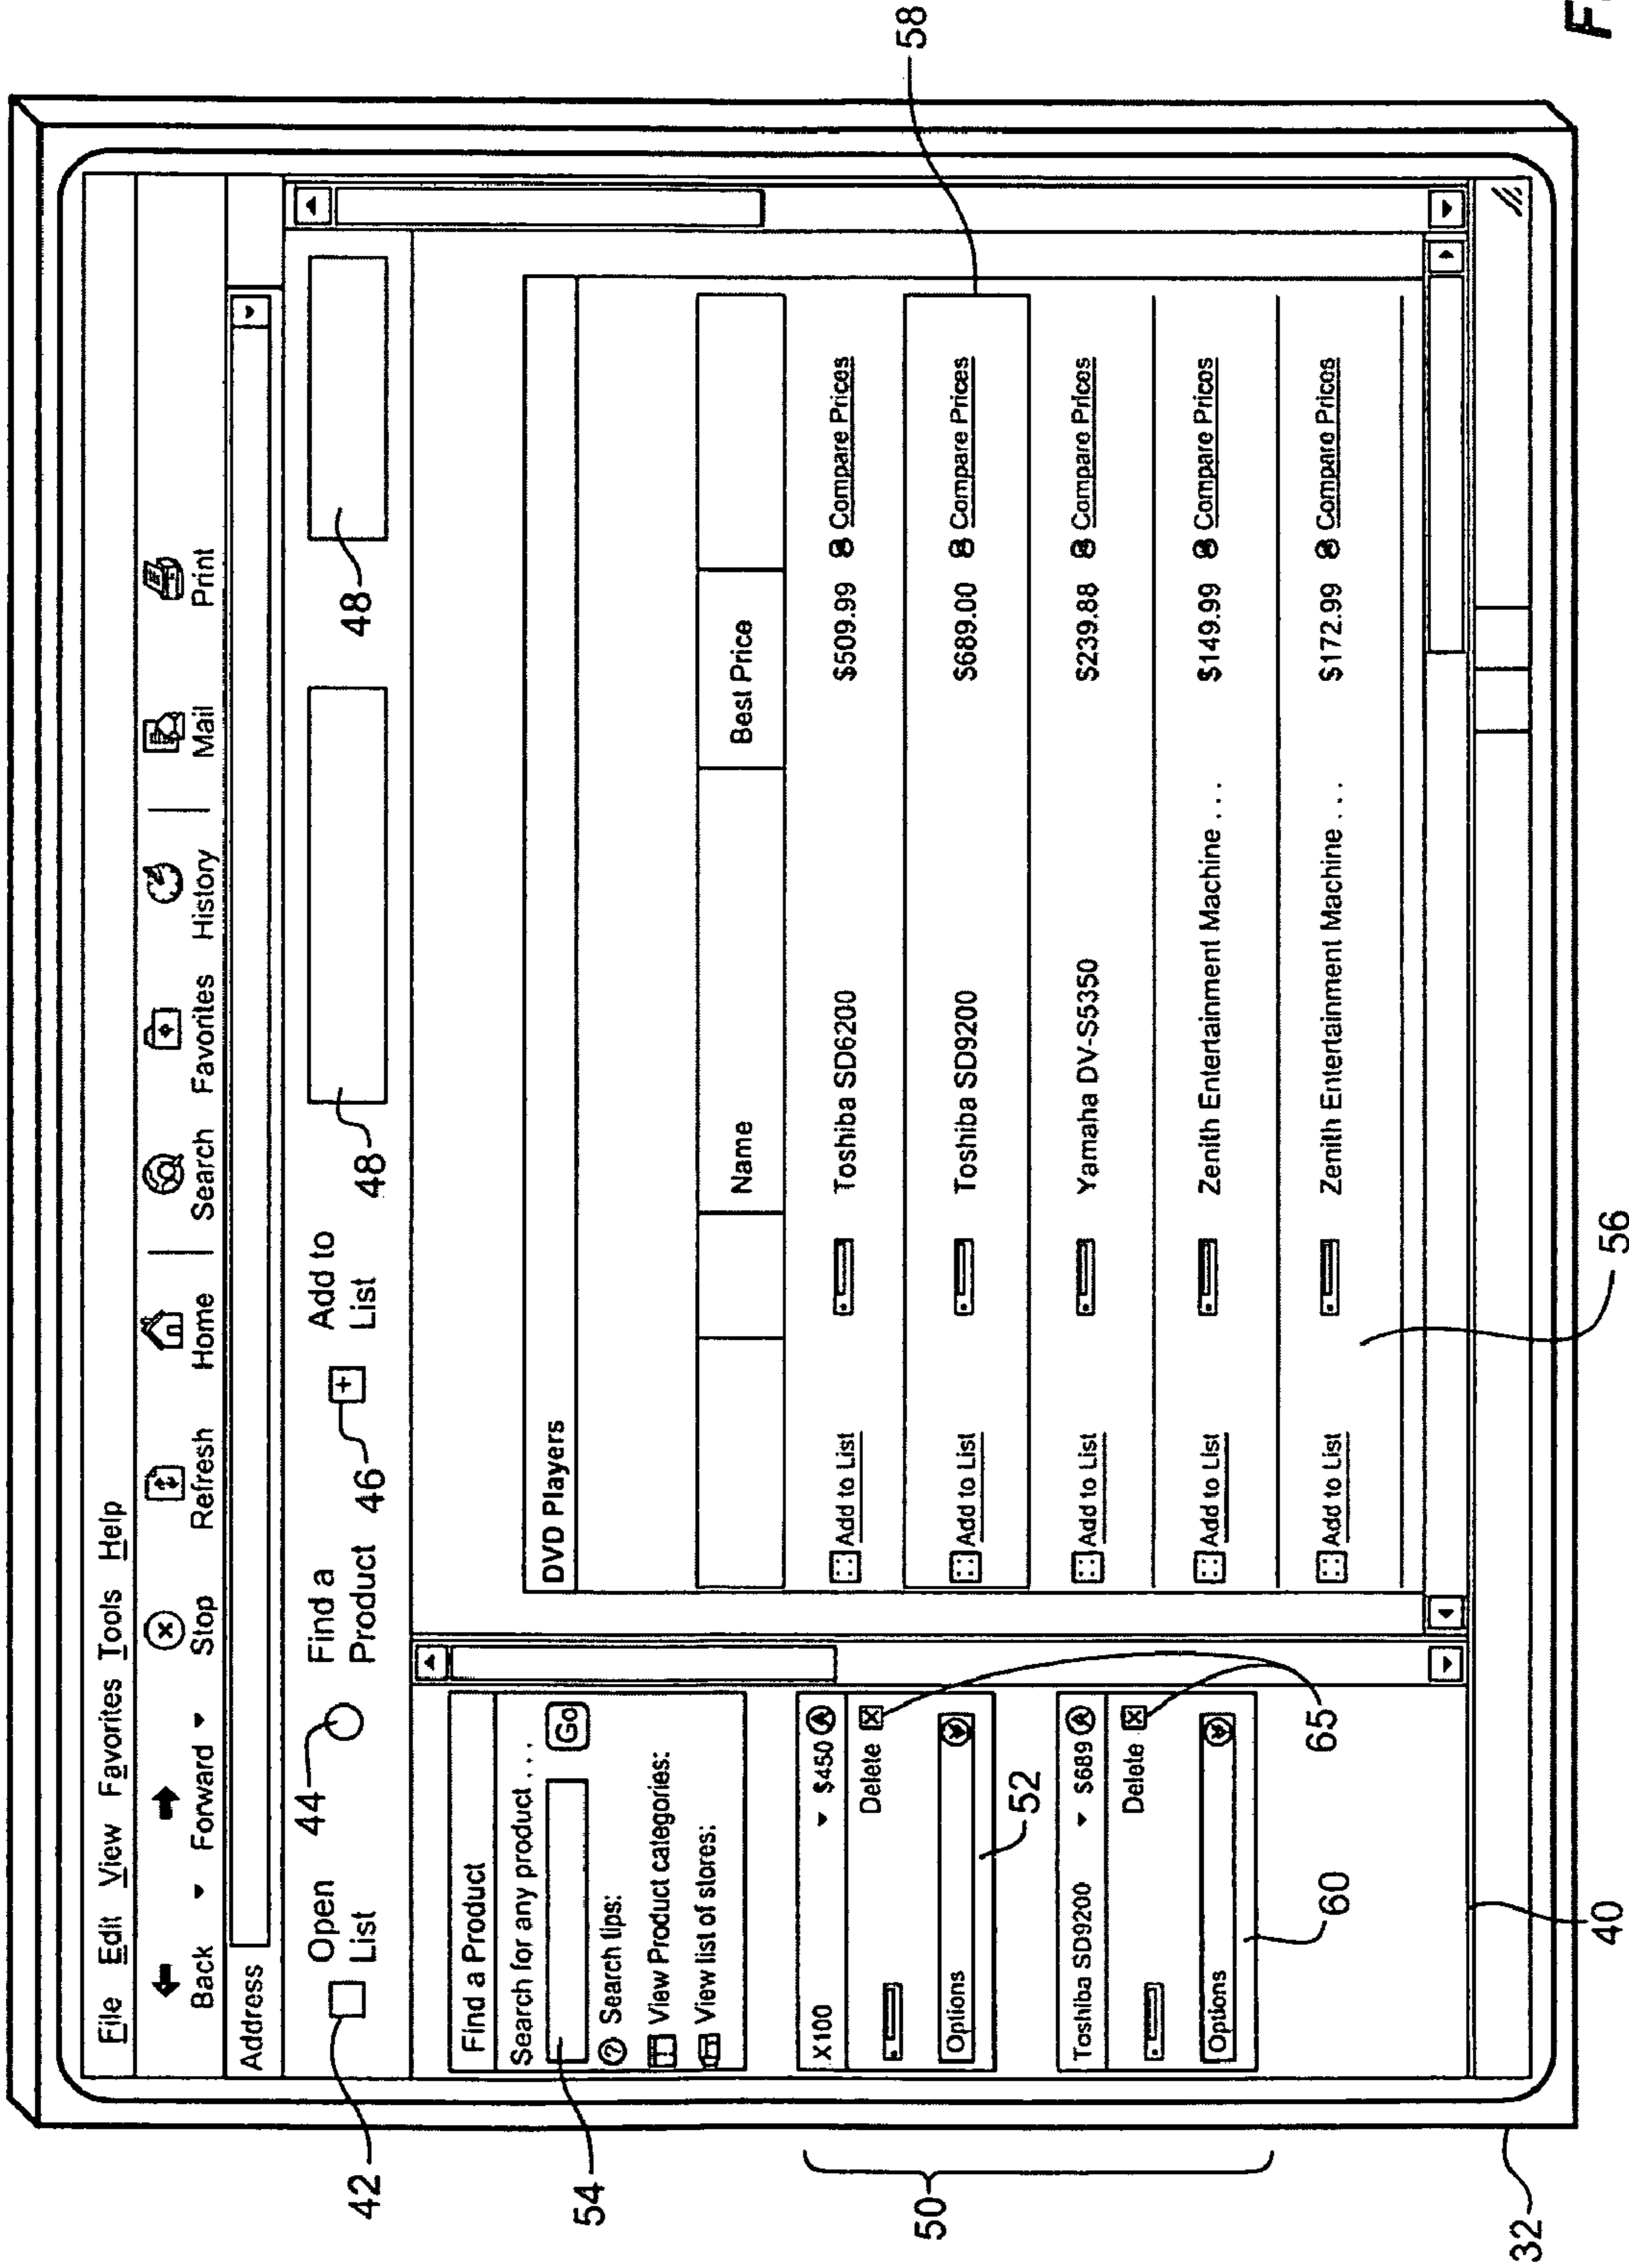 File Edit View Favorites Tools Help
Back Forward Stop Refresh Home Search Favorites History Mail Print
Address
42
Open List
44
Find a Product
46
+
Add to List
48
48
54
Find a Product
Search for any product ...
Go
? Search tips:
View Product categories:
View list of stores:
50
X100 $450
Delete X
Options
52
Toshiba SD9200 $689
Delete X
Options
60
65
DVD Players
Name Best Price
Add to List Toshiba SD6200 $509.99 Compare Prices
Add to List Toshiba SD9200 $689.00 Compare Prices
58
Add to List Yamaha DV-S5350 $239.88 Compare Prices
Add to List Zenith Entertainment Machine ... $149.99 Compare Prices
Add to List Zenith Entertainment Machine ... $172.99 Compare Prices
56
40
32